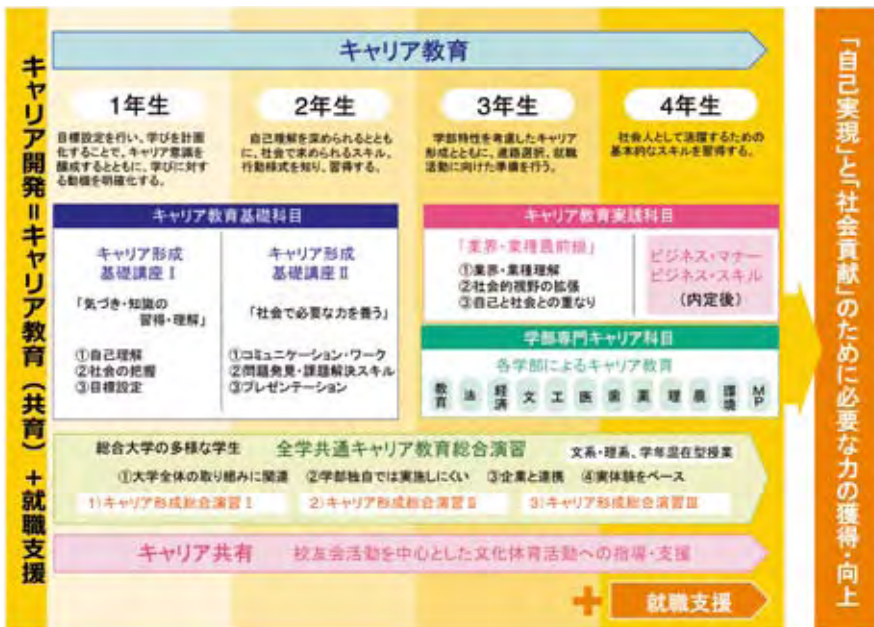 キャリア開発=キャリア教育(共育)+就職支援
キャリア教育
1年生
目標設定を行い、学びを計画
化することで、キャリア意識を
醸成するとともに、学びに対す
る動機を明確化する。
2年生
自己理解を深められるととも
に、社会で求められるスキル、
行動様式を知り、習得する。
3年生
学部特性を考慮したキャリア
形成とともに、進路選択、就職
活動に向けた準備を行う。
4年生
社会人として活躍するための
基本的なスキルを習得する。
キャリア教育基礎科目
キャリア形成
基礎講座Ⅰ
「気づき・知識の
習得・理解」
①自己理解
②社会の把握
③目標設定
キャリア形成
基礎講座Ⅱ
「社会で必要な力を養う」
①コミュニケーション・ワーク
②問題発見・課題解決スキル
③プレゼンテーション
キャリア教育実践科目
「業界・業種最前線」
①業界・業種理解
②社会的視野の拡張
③自己と社会との重なり
ビジネス・マナー
ビジネス・スキル
(内定後)
学部専門キャリア科目
各学部によるキャリア教育
教育 法 経済 文 工 医 歯 薬 理 農 環境 MP
総合大学の多様な学生 全学共通キャリア教育総合演習 文系・理系、学年混在型授業
①大学全体の取り組みに関連 ②学部独自では実施しにくい ③企業と連携 ④実体験をベース
1)キャリア形成総合演習Ⅰ 2)キャリア形成総合演習Ⅱ 3)キャリア形成総合演習Ⅲ
キャリア共有 校友会活動を中心とした文化体育活動への指導・支援
+ 就職支援
「自己実現」と「社会貢献」のために必要な力の獲得・向上